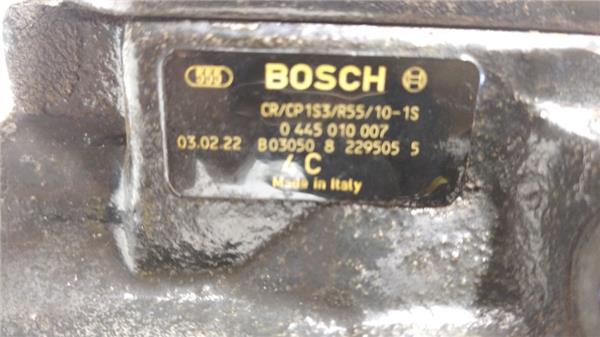 555 BOSCH
CR/CP1S3/R55/10-1S
0 445 010 007
03.02.22 B03050 8 229505 5
4 C
Made in Italy